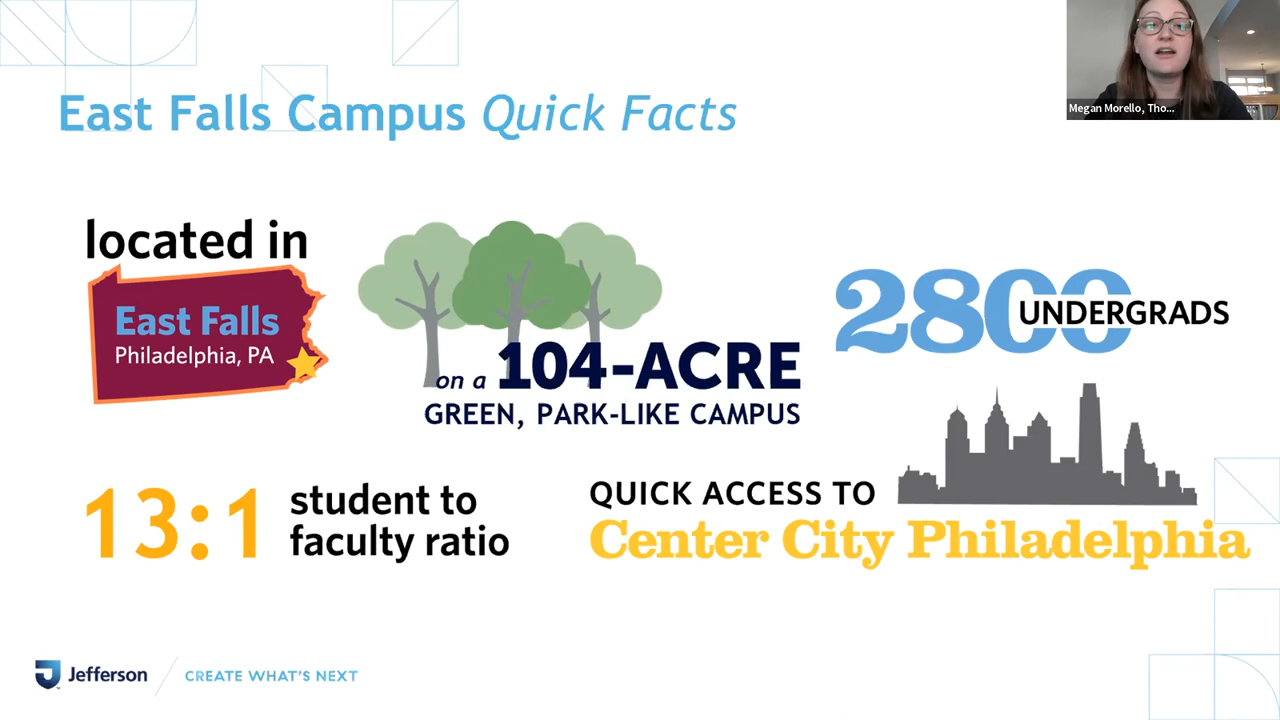 East Falls Campus Quick Facts
Megan Morello, Tho...
located in
East Falls
Philadelphia, PA
on a 104-ACRE
GREEN, PARK-LIKE CAMPUS
2800 UNDERGRADS
13:1 student to
faculty ratio
QUICK ACCESS TO
Center City Philadelphia
Jefferson
CREATE WHAT'S NEXT